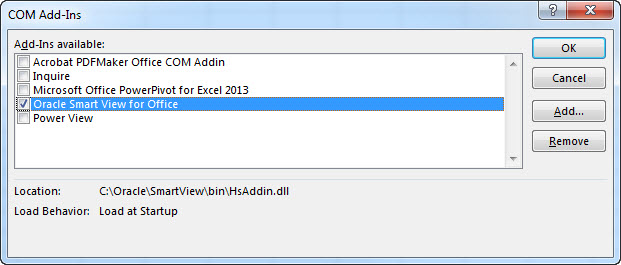 COM Add-Ins
Add-Ins available:
Acrobat PDFMaker Office COM Addin
Inquire
Microsoft Office PowerPivot for Excel 2013
Oracle Smart View for Office
Power View
OK
Cancel
Add...
Remove
Location: C:\Oracle\SmartView\bin\HsAddin.dll
Load Behavior: Load at Startup